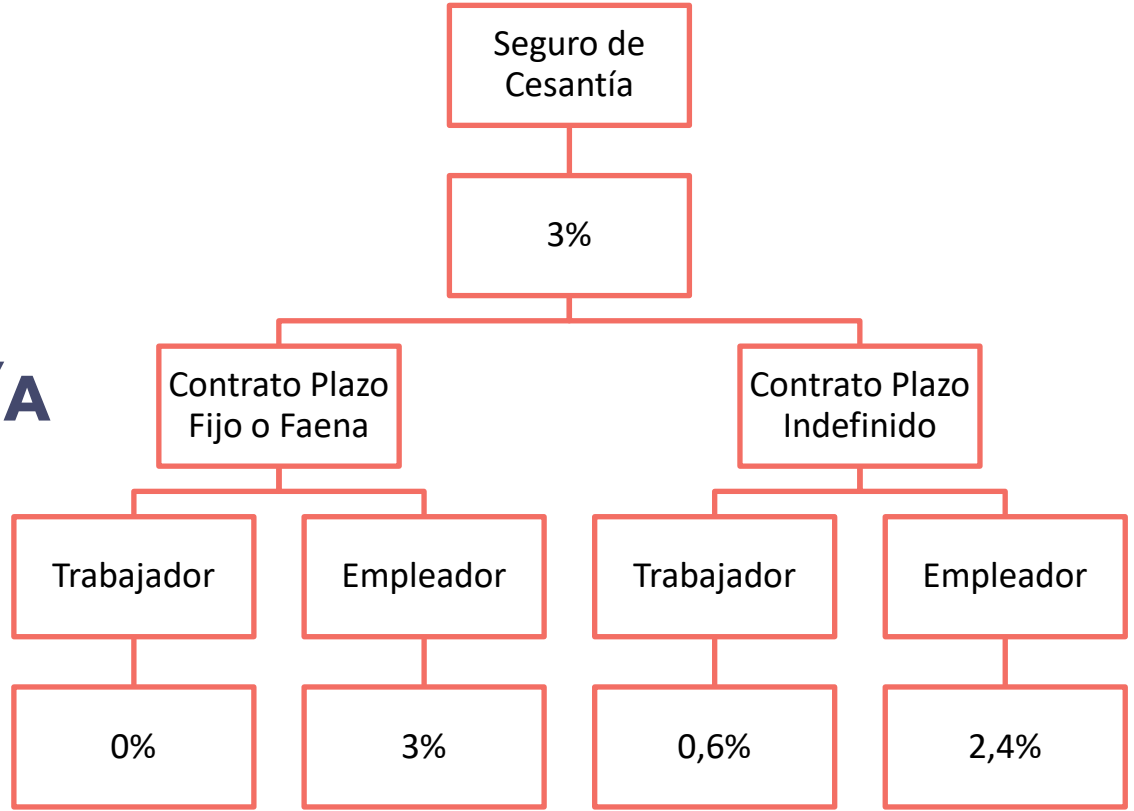 Seguro de
Cesantía
3%
ÍA
Contrato Plazo
Fijo o Faena
Contrato Plazo
Indefinido
Trabajador
Empleador
Trabajador
Empleador
0%
3%
0,6%
2,4%